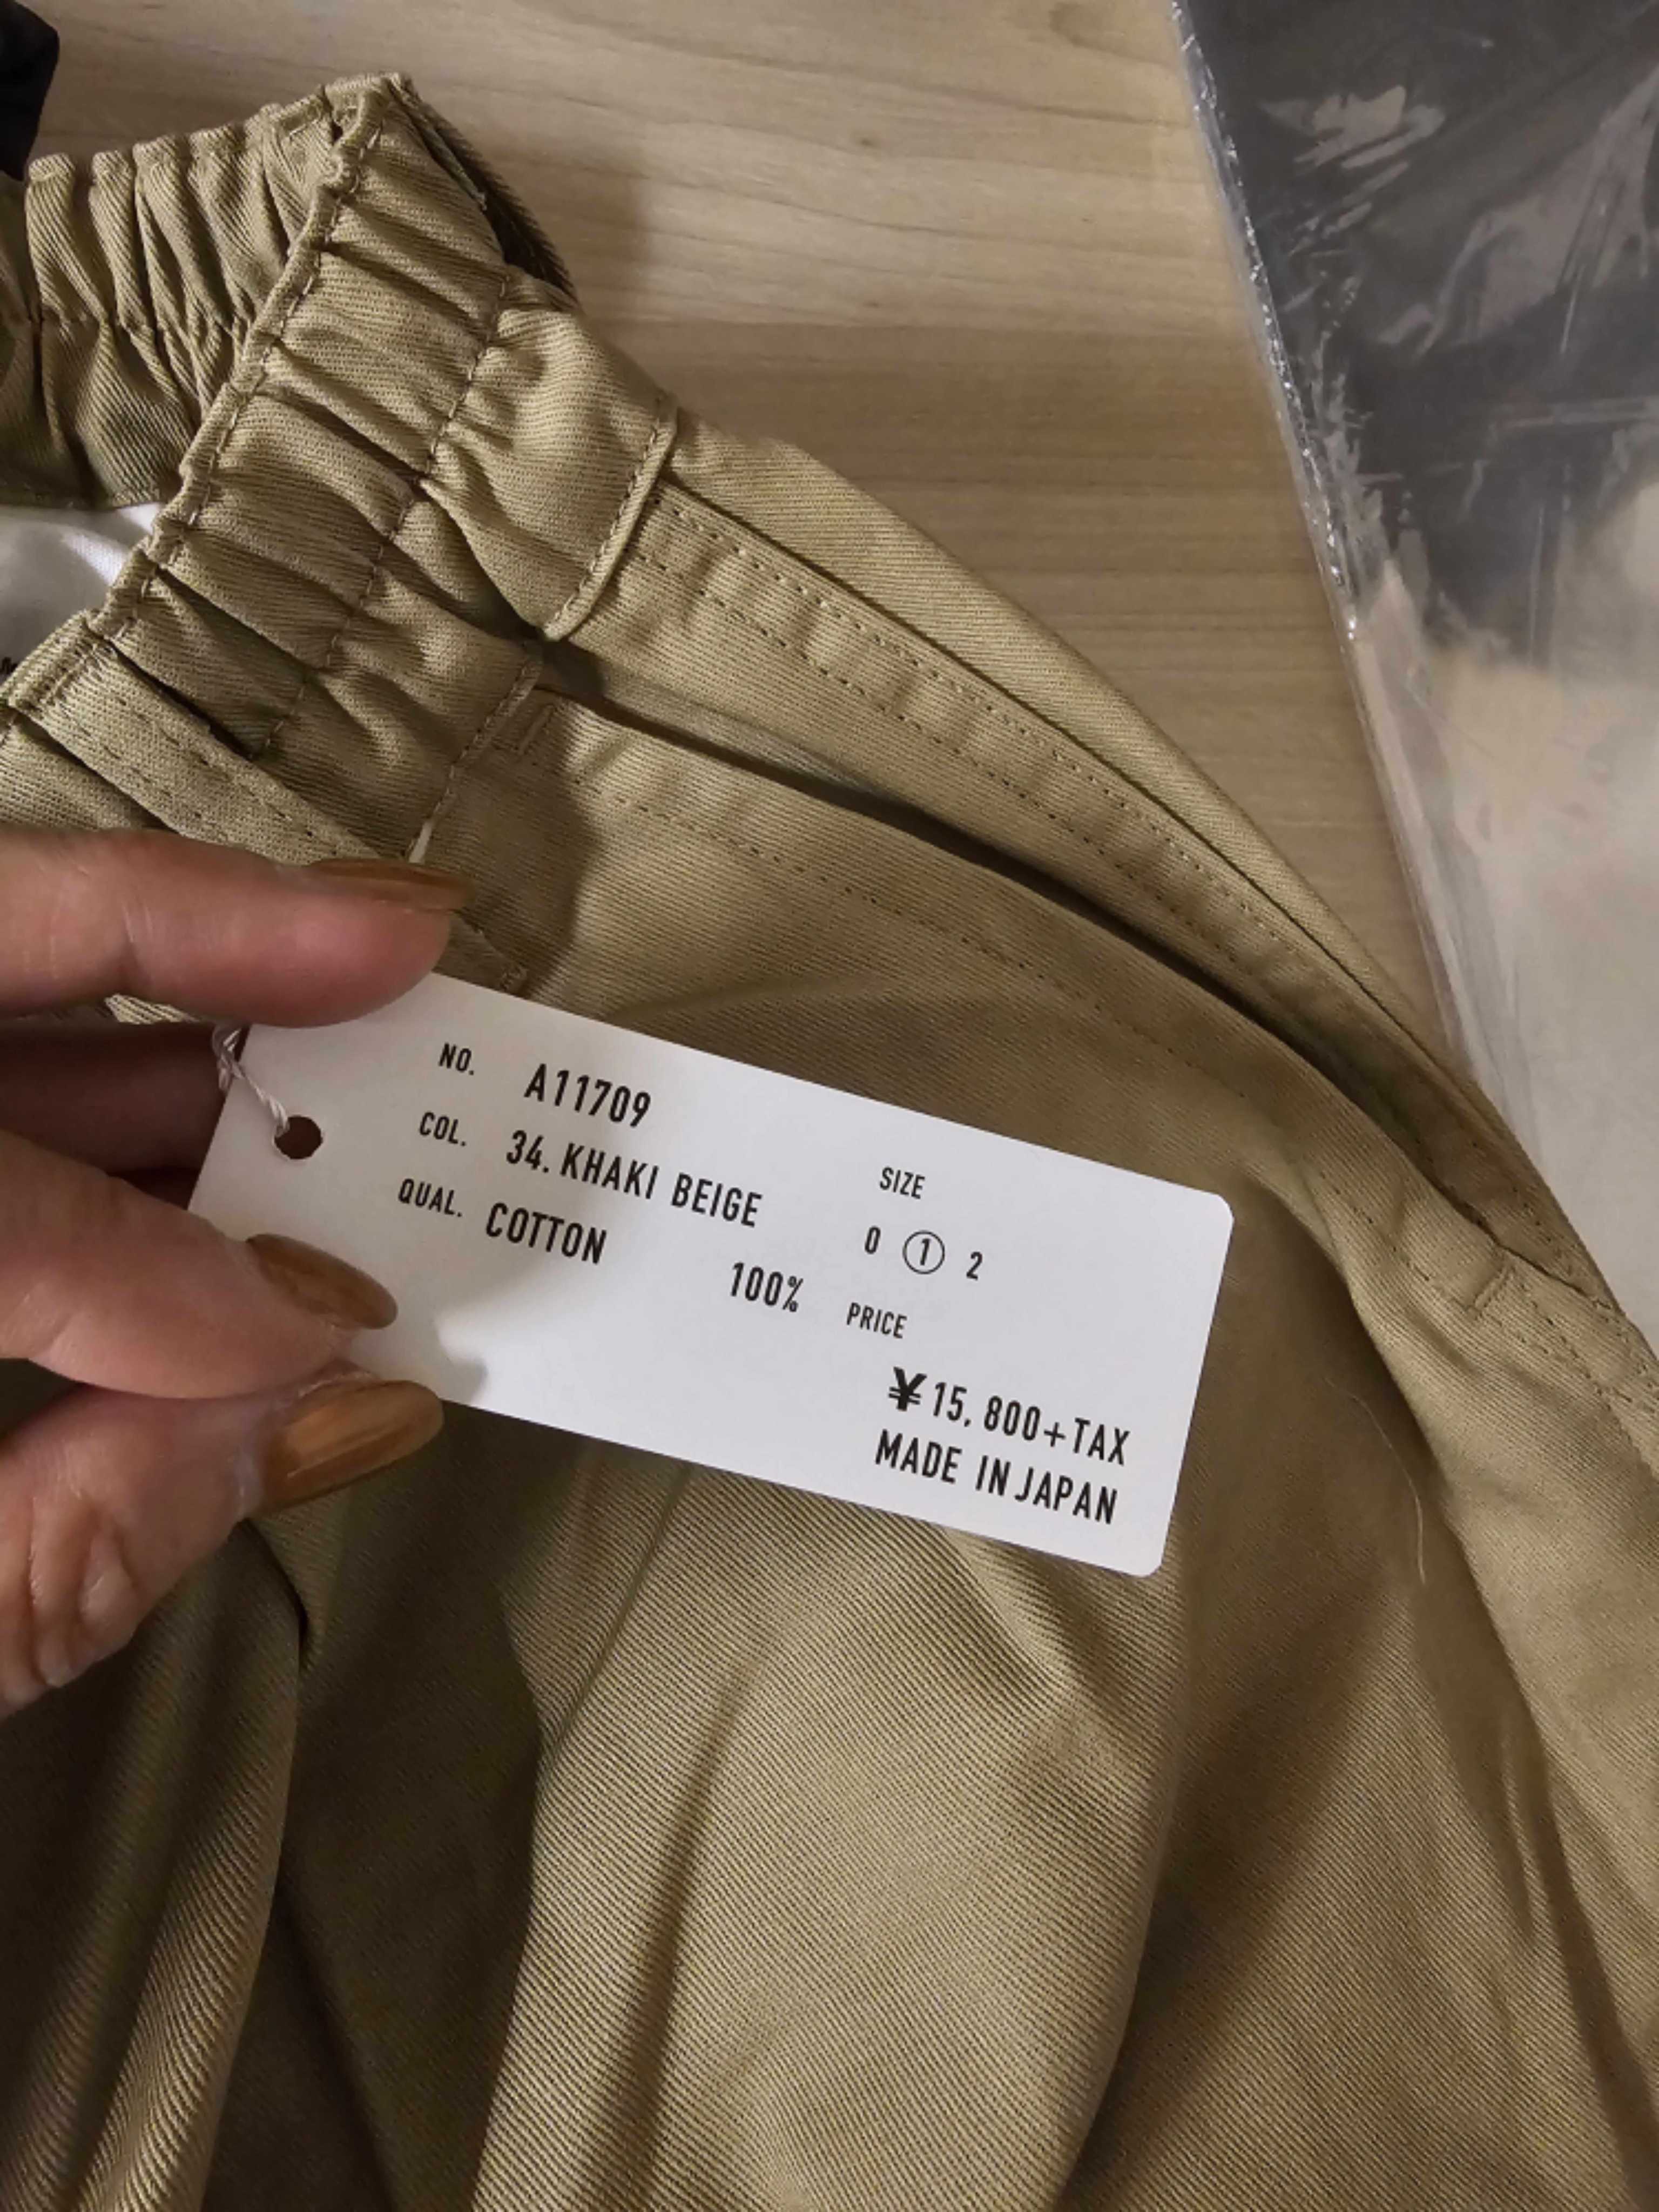 NO. A11709
COL. 34. KHAKI BEIGE
QUAL. COTTON
100%
SIZE
0 ① 2
PRICE
¥15, 800+TAX
MADE IN JAPAN